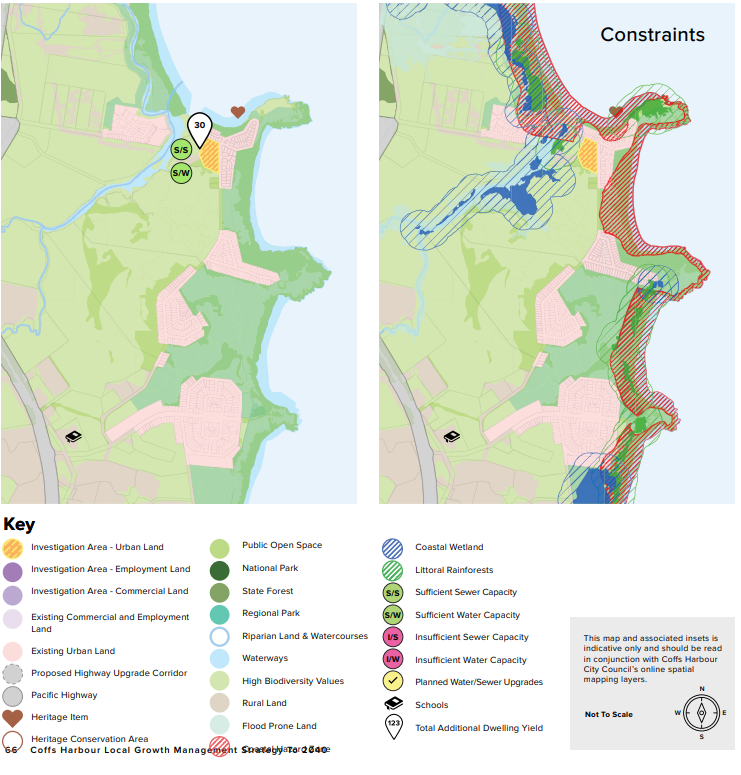 Constraints
30
S/S
S/W
Key
Investigation Area - Urban Land
Investigation Area - Employment Land
Investigation Area - Commercial Land
Existing Commercial and Employment
Land
Existing Urban Land
Proposed Highway Upgrade Corridor
Pacific Highway
Heritage Item
Heritage Conservation Area
Public Open Space
National Park
State Forest
Regional Park
Riparian Land & Watercourses
Waterways
High Biodiversity Values
Rural Land
Flood Prone Land
Coastal Hazard Zone
Coastal Wetland
Littoral Rainforests
S/S Sufficient Sewer Capacity
S/W Sufficient Water Capacity
I/S Insufficient Sewer Capacity
I/W Insufficient Water Capacity
Planned Water/Sewer Upgrades
Schools
123 Total Additional Dwelling Yield
This map and associated insets is
indicative only and should be read
in conjunction with Coffs Harbour
City Council's online spatial
mapping layers.
Not To Scale
N
W E
S
66 Coffs Harbour Local Growth Management Strategy To 2040